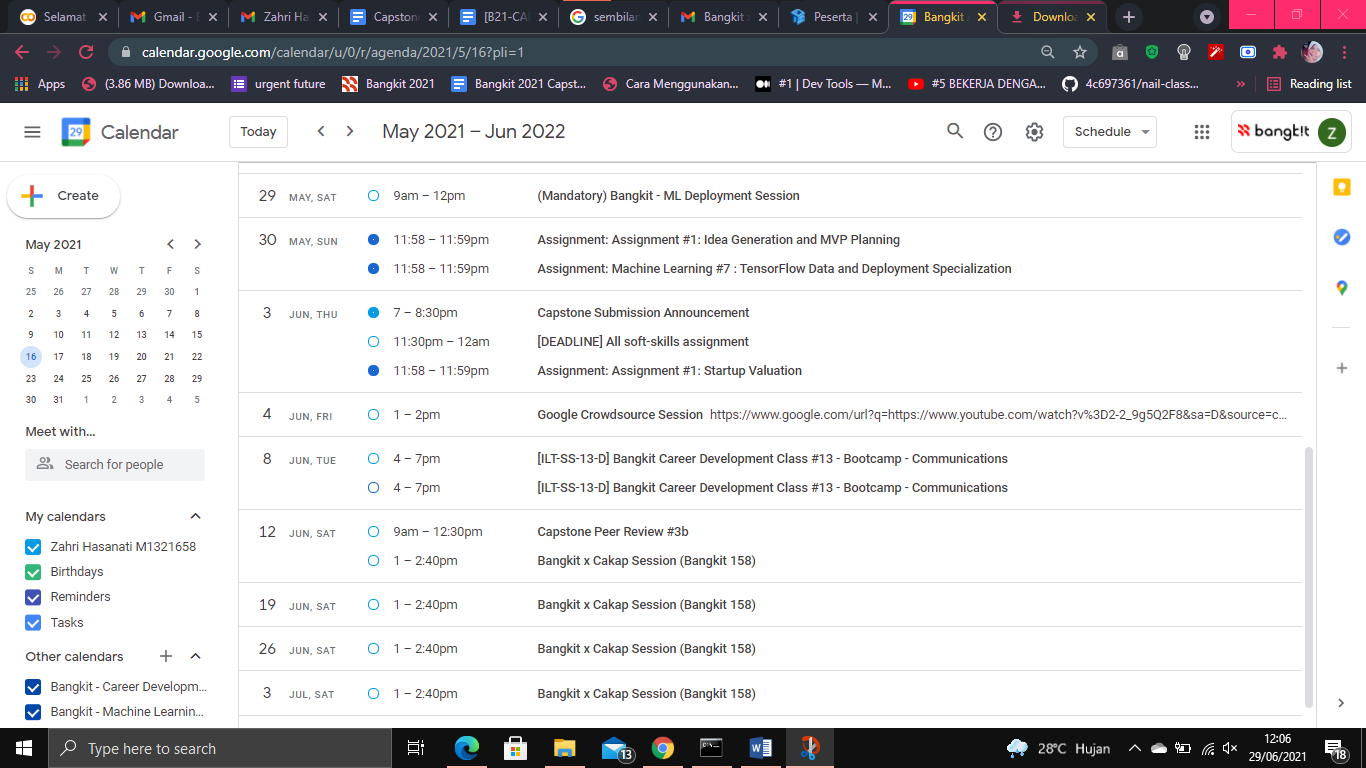 Selamat
Gmail - E
Zahri Ha
Capston
[B21-CA
sembilan
Bangkit x
Peserta |
Bangkit
Downloa
calendar.google.com/calendar/u/0/r/agenda/2021/5/16?pli=1
Apps
(3.86 MB) Downloa...
urgent future
Bangkit 2021
Bangkit 2021 Capst...
Cara Menggunakan...
#1 | Dev Tools — M...
#5 BEKERJA DENGA...
4c697361/nail-class...
»
Reading list
29
Calendar
Today
May 2021 – Jun 2022
Schedule
bangk!t
Z
Create
May 2021
S M T W T F S
25 26 27 28 29 30 1
2 3 4 5 6 7 8
9 10 11 12 13 14 15
16 17 18 19 20 21 22
23 24 25 26 27 28 29
30 31 1 2 3 4 5
Meet with...
Search for people
My calendars
Zahri Hasanati M1321658
Birthdays
Reminders
Tasks
Other calendars
Bangkit - Career Developm...
Bangkit - Machine Learnin...
29 MAY, SAT 9am – 12pm (Mandatory) Bangkit - ML Deployment Session
30 MAY, SUN 11:58 – 11:59pm Assignment: Assignment #1: Idea Generation and MVP Planning
11:58 – 11:59pm Assignment: Machine Learning #7 : TensorFlow Data and Deployment Specialization
3 JUN, THU 7 – 8:30pm Capstone Submission Announcement
11:30pm – 12am [DEADLINE] All soft-skills assignment
11:58 – 11:59pm Assignment: Assignment #1: Startup Valuation
4 JUN, FRI 1 – 2pm Google Crowdsource Session https://www.google.com/url?q=https://www.youtube.com/watch?v%3D2-2_9g5Q2F8&sa=D&source=c...
8 JUN, TUE 4 – 7pm [ILT-SS-13-D] Bangkit Career Development Class #13 - Bootcamp - Communications
4 – 7pm [ILT-SS-13-D] Bangkit Career Development Class #13 - Bootcamp - Communications
12 JUN, SAT 9am – 12:30pm Capstone Peer Review #3b
1 – 2:40pm Bangkit x Cakap Session (Bangkit 158)
19 JUN, SAT 1 – 2:40pm Bangkit x Cakap Session (Bangkit 158)
26 JUN, SAT 1 – 2:40pm Bangkit x Cakap Session (Bangkit 158)
3 JUL, SAT 1 – 2:40pm Bangkit x Cakap Session (Bangkit 158)
Type here to search
13
28°C Hujan
12:06
29/06/2021
18